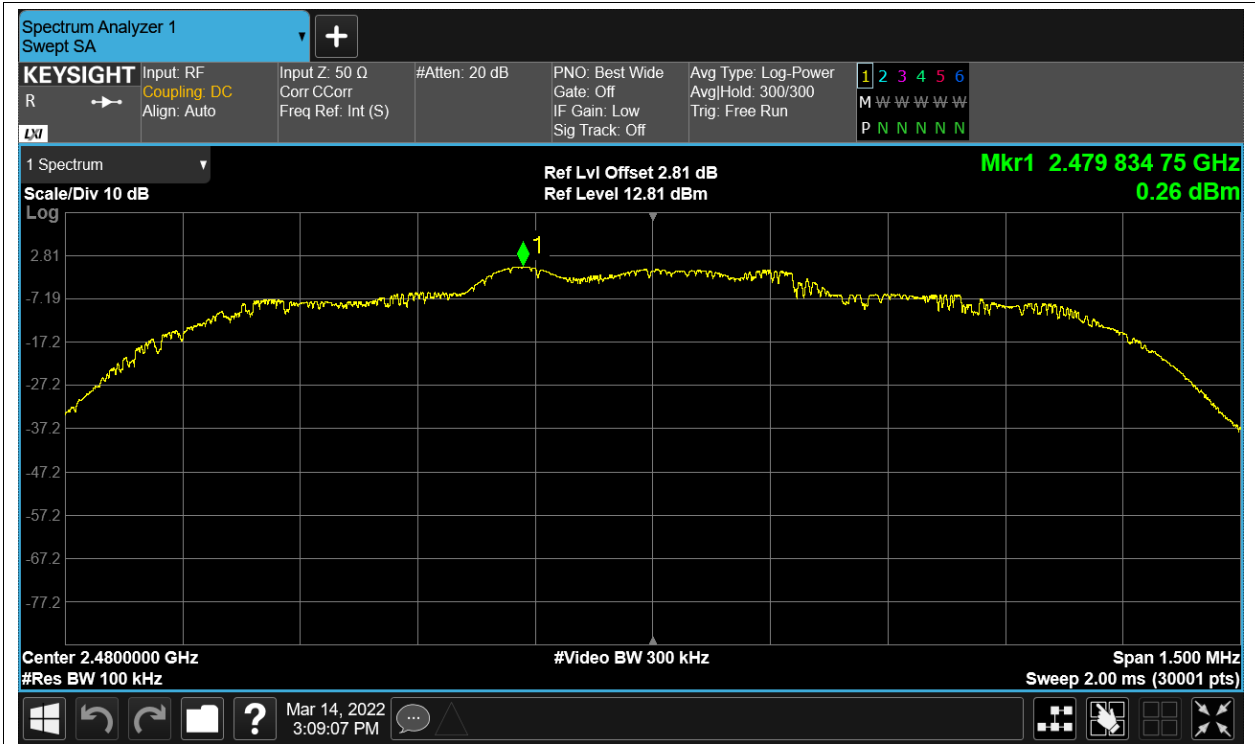 Spectrum Analyzer 1
Swept SA
KEYSIGHT
R
LXI
Input: RF
Coupling: DC
Align: Auto
Input Z: 50 Ω
Corr CCorr
Freq Ref: Int (S)
#Atten: 20 dB
PNO: Best Wide
Gate: Off
IF Gain: Low
Sig Track: Off
Avg Type: Log-Power
Avg|Hold: 300/300
Trig: Free Run
1 2 3 4 5 6
M W W W W W
P N N N N N
1 Spectrum
Scale/Div 10 dB
Log
Ref Lvl Offset 2.81 dB
Ref Level 12.81 dBm
Mkr1 2.479 834 75 GHz
0.26 dBm
1
2.81
-7.19
-17.2
-27.2
-37.2
-47.2
-57.2
-67.2
-77.2
Center 2.4800000 GHz
#Res BW 100 kHz
#Video BW 300 kHz
Span 1.500 MHz
Sweep 2.00 ms (30001 pts)
?
Mar 14, 2022
3:09:07 PM